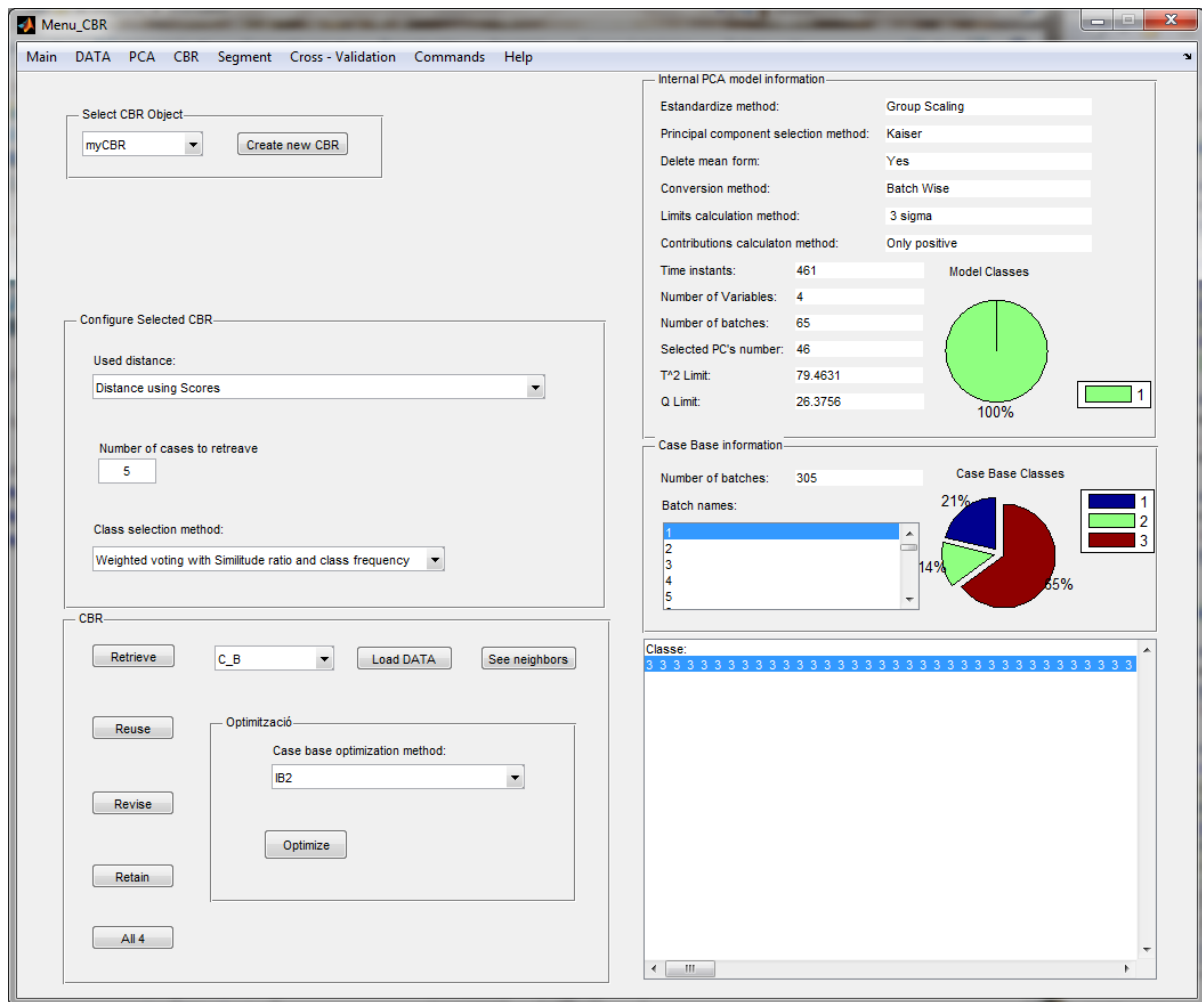 Menu_CBR
Main DATA PCA CBR Segment Cross - Validation Commands Help
Select CBR Object
myCBR Create new CBR
Configure Selected CBR
Used distance:
Distance using Scores
Number of cases to retreave
5
Class selection method:
Weighted voting with Similitude ratio and class frequency
CBR
Retrieve C_B Load DATA See neighbors
Reuse
Optimització
Case base optimization method:
IB2
Revise
Optimize
Retain
All 4
Internal PCA model information
Estandardize method: Group Scaling
Principal component selection method: Kaiser
Delete mean form: Yes
Conversion method: Batch Wise
Limits calculation method: 3 sigma
Contributions calculaton method: Only positive
Time instants: 461
Number of Variables: 4
Number of batches: 65
Selected PC's number: 46
T^2 Limit: 79.4631
Q Limit: 26.3756
Model Classes
100%
1
Case Base information
Number of batches: 305
Batch names:
1
2
3
4
5
Case Base Classes
21%
14%
65%
1
2
3
Classe:
3 3 3 3 3 3 3 3 3 3 3 3 3 3 3 3 3 3 3 3 3 3 3 3 3 3 3 3 3 3 3 3 3 3 3 3 3 3